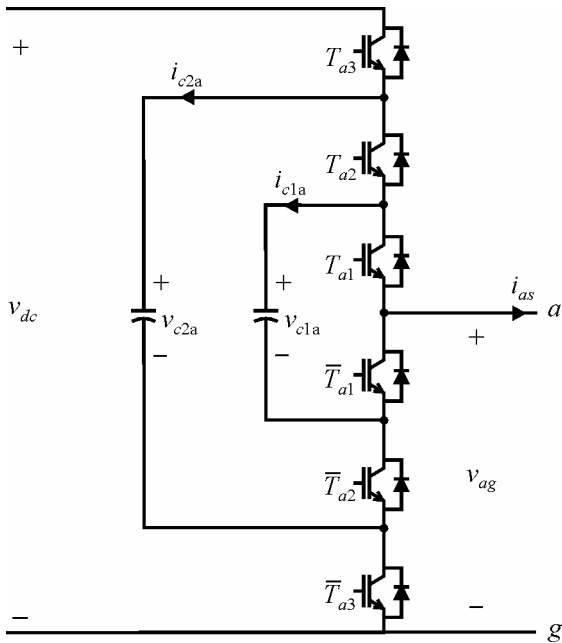 +
T_a3
i_c2a
T_a2
i_c1a
T_a1
i_as
a
+
+
v_dc
v_c2a
v_c1a
+
−
−
T̅_a1
T̅_a2
v_ag
T̅_a3
−
−
g